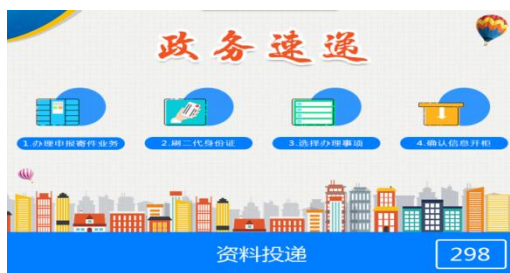 政务速递
1.办理申报寄件业务
2.刷二代身份证
3.选择办理事项
4.确认信息开柜
资料投递
298